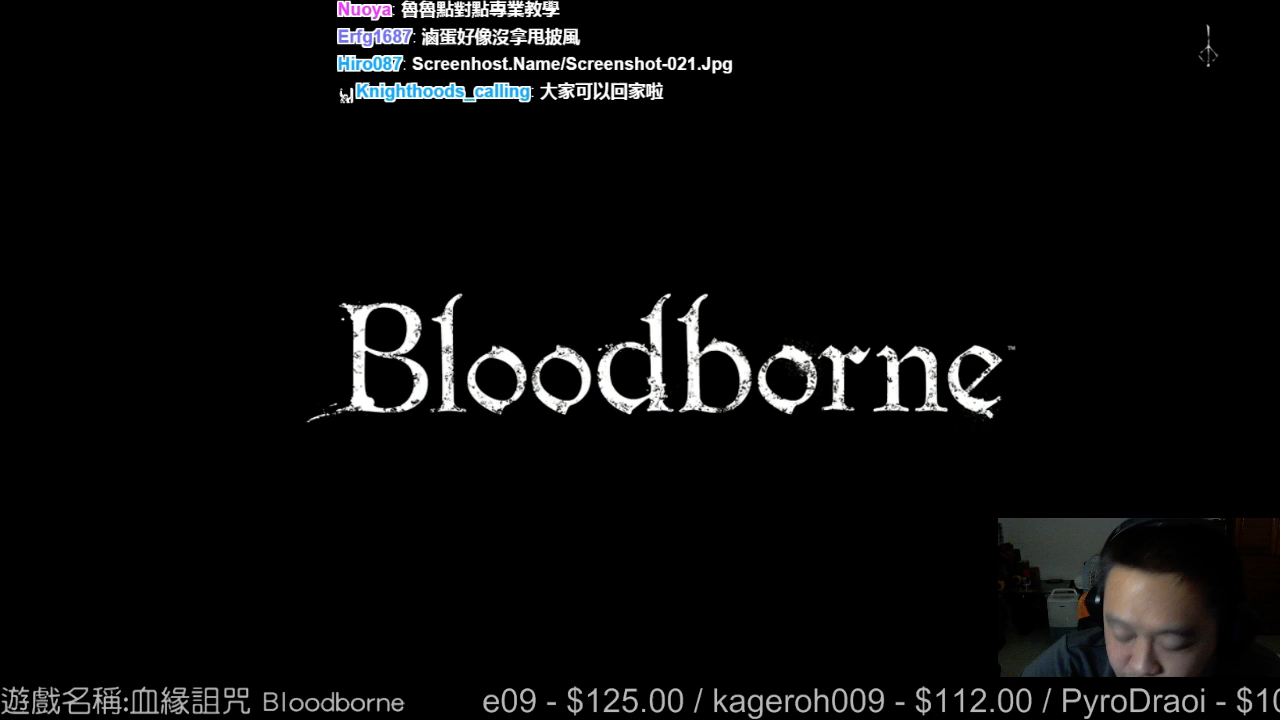 Nuoya: 魯魯點對點專業教學
Erfg1687: 滷蛋好像沒拿甩披風
Hiro087: Screenhost.Name/Screenshot-021.Jpg
Knighthoods_calling: 大家可以回家啦
Bloodborne™
遊戲名稱:血緣詛咒 Bloodborne
e09 - $125.00 / kageroh009 - $112.00 / PyroDraoi - $10